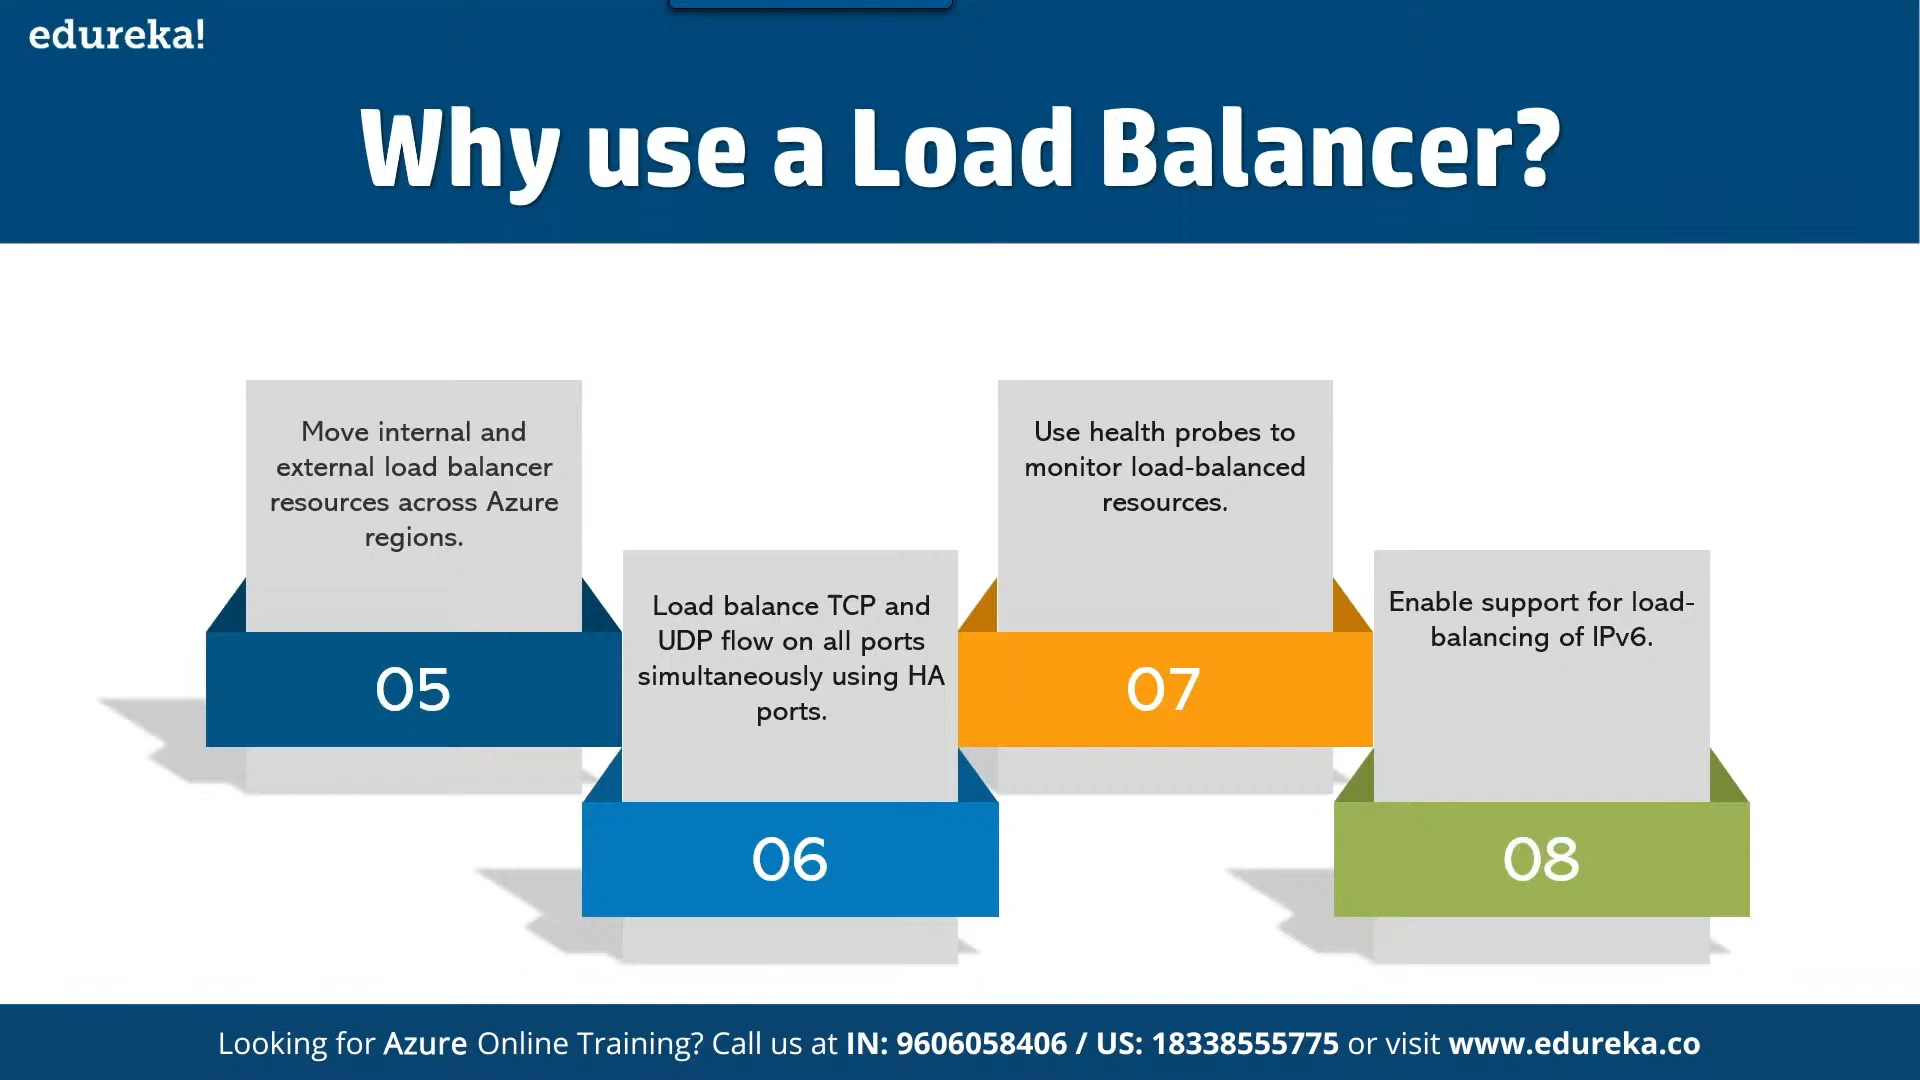 edureka!
Why use a Load Balancer?
Move internal and
external load balancer
resources across Azure
regions.
05
Load balance TCP and
UDP flow on all ports
simultaneously using HA
ports.
06
Use health probes to
monitor load-balanced
resources.
07
Enable support for load-
balancing of IPv6.
08
Looking for Azure Online Training? Call us at IN: 9606058406 / US: 18338555775 or visit www.edureka.co